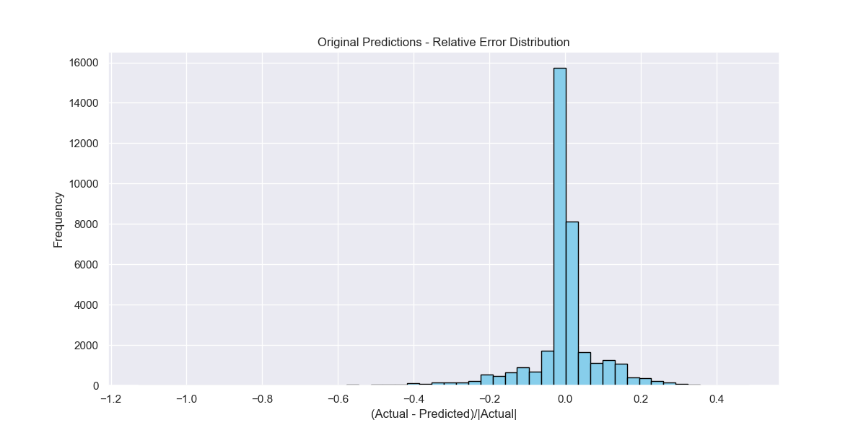 Original Predictions - Relative Error Distribution
16000
14000
12000
10000
8000
6000
4000
2000
0
Frequency
−1.2 −1.0 −0.8 −0.6 −0.4 −0.2 0.0 0.2 0.4
(Actual - Predicted)/|Actual|